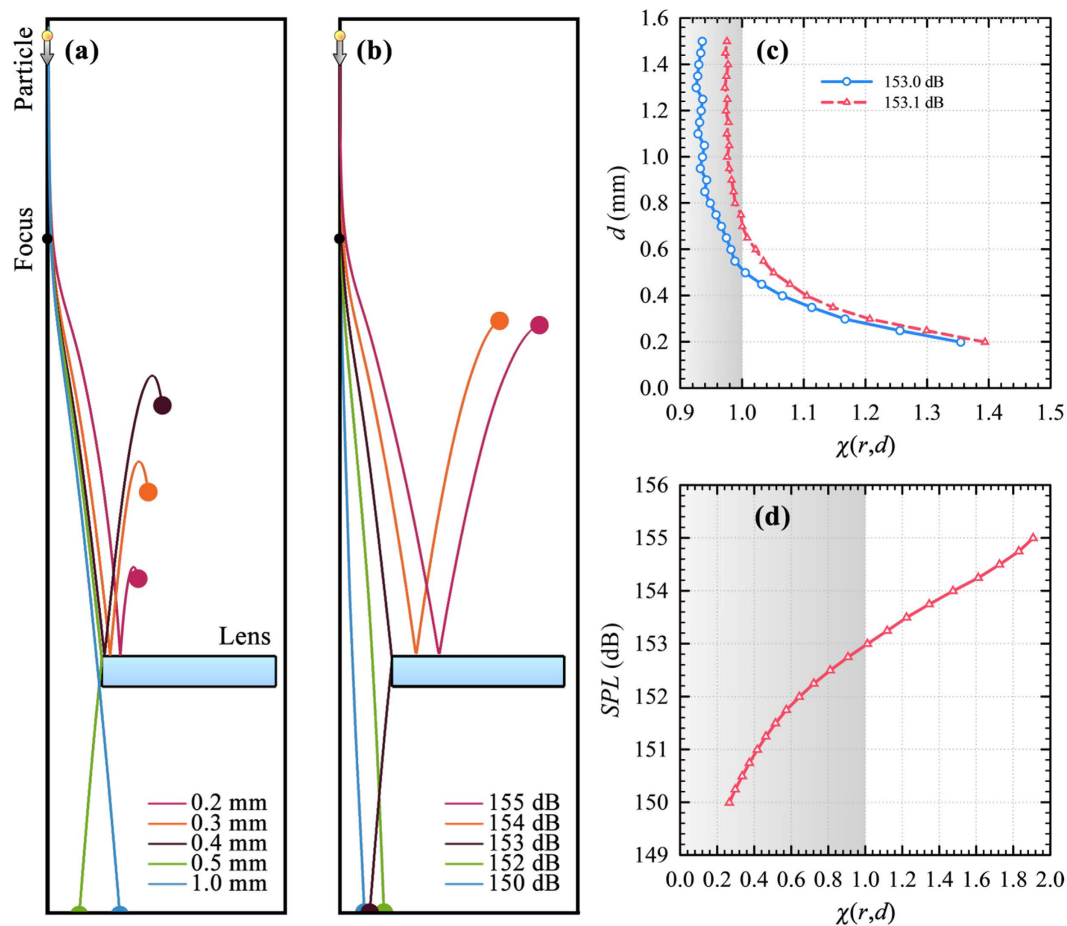 (a)
Particle
Focus
Lens
0.2 mm
0.3 mm
0.4 mm
0.5 mm
1.0 mm
(b)
155 dB
154 dB
153 dB
152 dB
150 dB
(c)
153.0 dB
153.1 dB
1.6
1.4
1.2
1.0
0.8
0.6
0.4
0.2
0.0
d (mm)
0.9 1.0 1.1 1.2 1.3 1.4 1.5
χ(r,d)
(d)
156
155
154
153
152
151
150
149
SPL (dB)
0.0 0.2 0.4 0.6 0.8 1.0 1.2 1.4 1.6 1.8 2.0
χ(r,d)